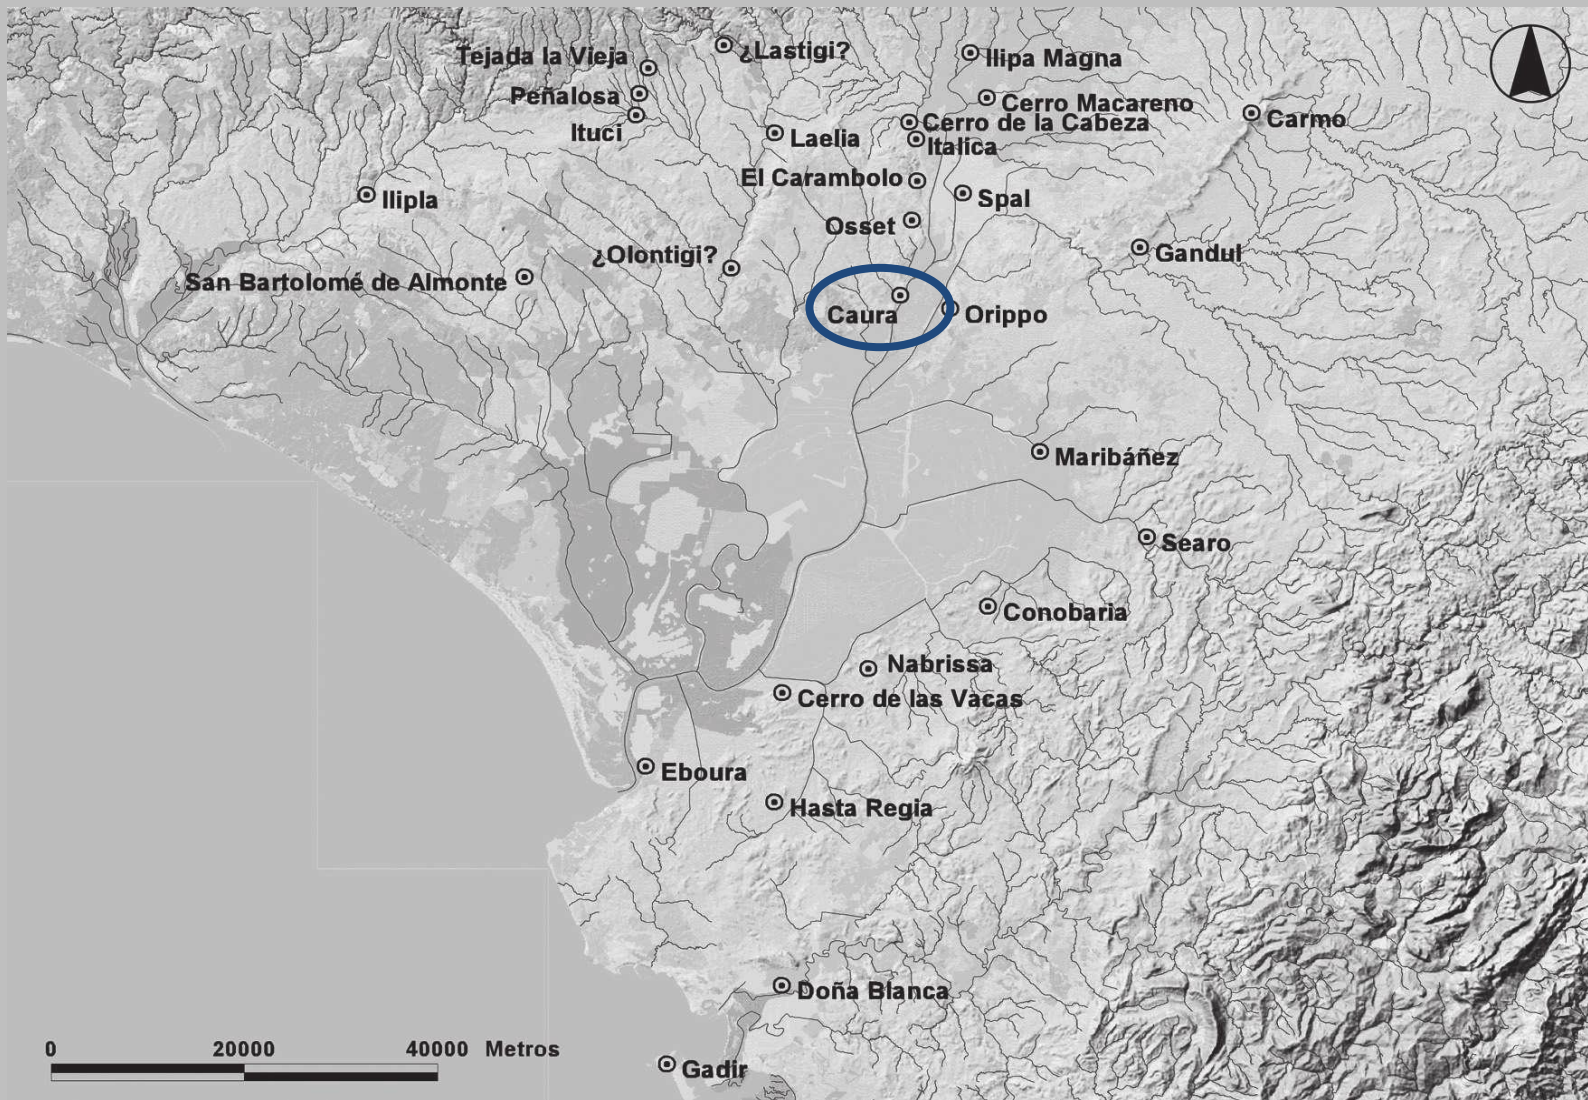 ¿Lastigi?
Tejada la Vieja
Ilipa Magna
Peñalosa
Cerro Macareno
Ituci
Cerro de la Cabeza
Carmo
Laelia
Italica
El Carambolo
Ilipla
Spal
Osset
¿Olontigi?
Gandul
San Bartolomé de Almonte
Caura
Orippo
Maribáñez
Searo
Conobaria
Nabrissa
Cerro de las Vacas
Eboura
Hasta Regia
Doña Blanca
0 20000 40000 Metros
Gadir